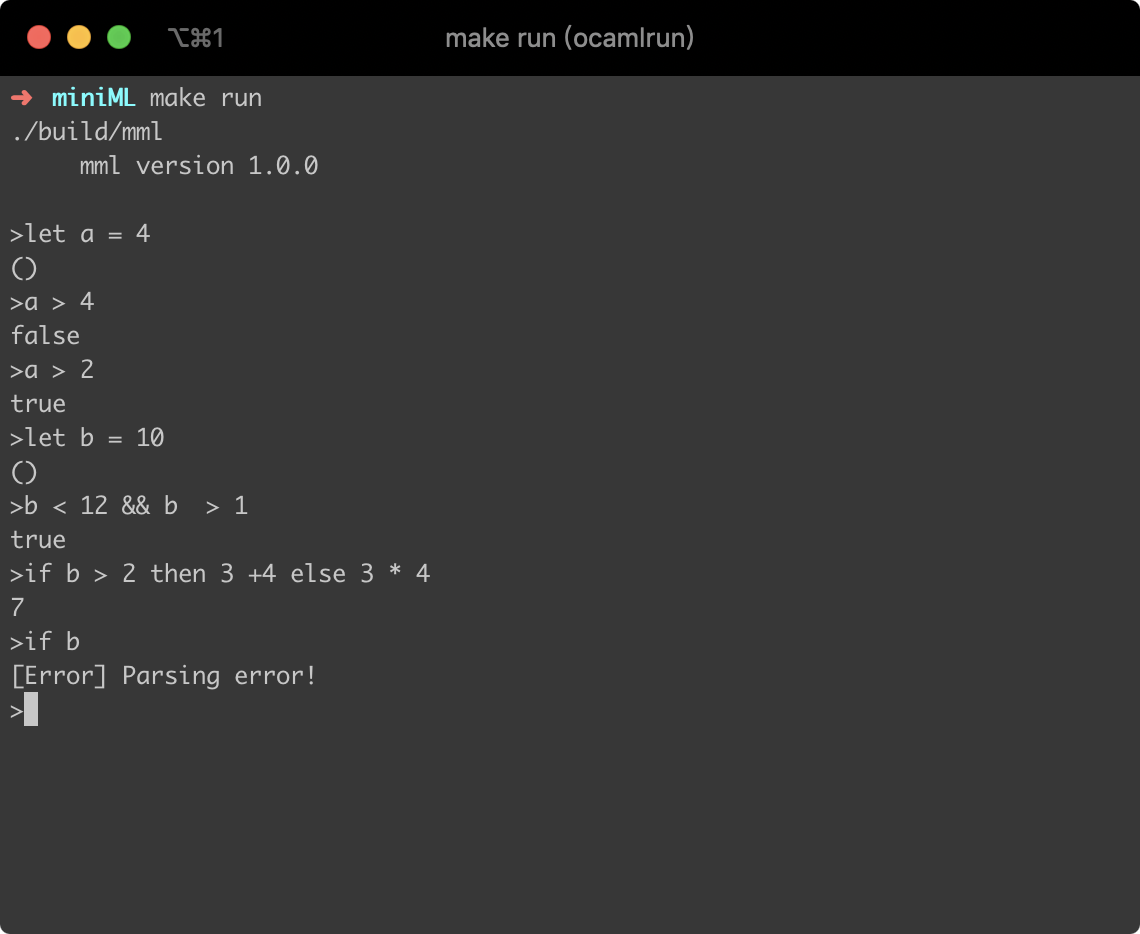 ⌥⌘1 make run (ocamlrun)
➜ miniML make run
./build/mml
     mml version 1.0.0
>let a = 4
()
>a > 4
false
>a > 2
true
>let b = 10
()
>b < 12 && b  > 1
true
>if b > 2 then 3 +4 else 3 * 4
7
>if b
[Error] Parsing error!
>